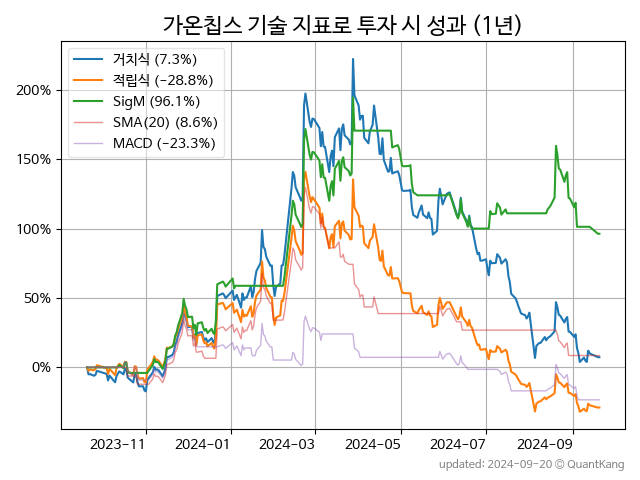 가온칩스 기술 지표로 투자 시 성과 (1년)
거치식 (7.3%)
적립식 (−28.8%)
SigM (96.1%)
SMA(20) (8.6%)
MACD (−23.3%)
200%
150%
100%
50%
0%
2023−11 2024−01 2024−03 2024−05 2024−07 2024−09
updated: 2024-09-20 © QuantKang